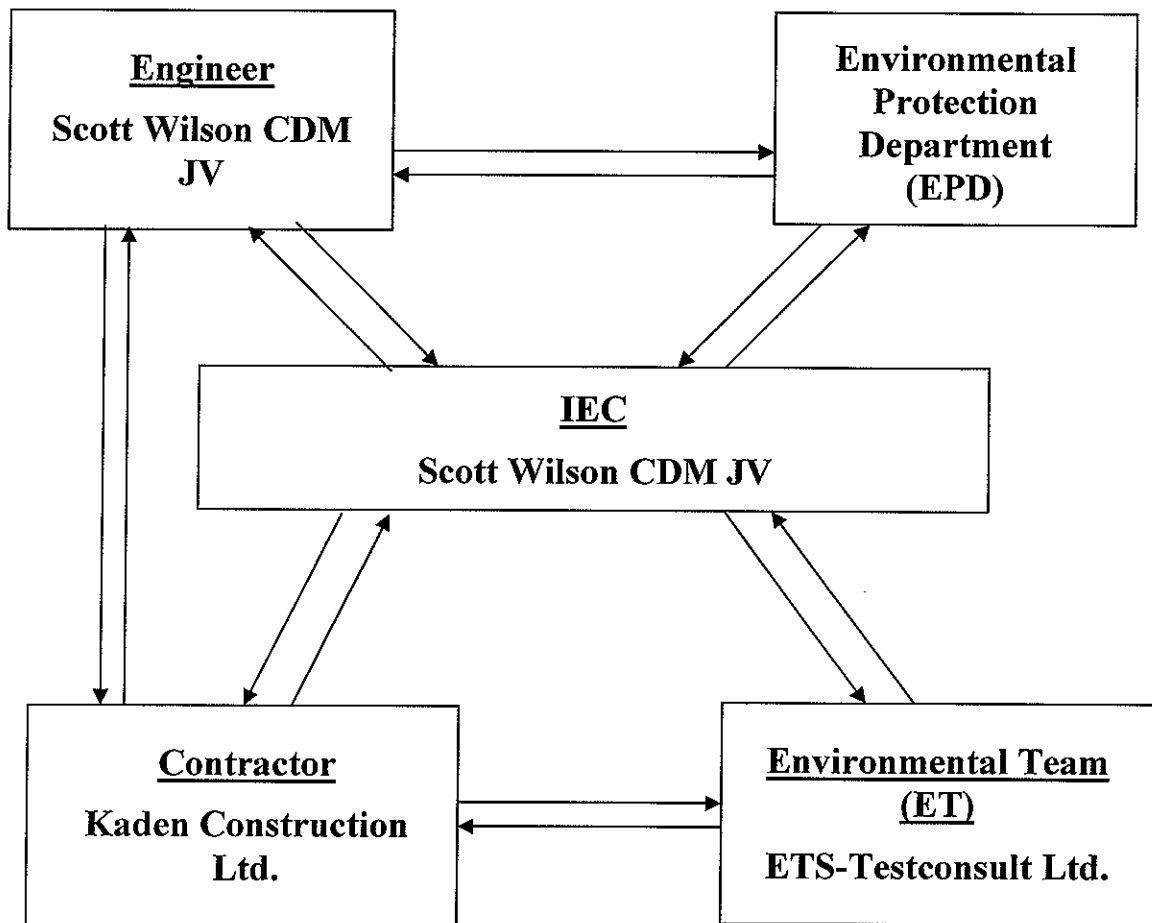 Engineer
Scott Wilson CDM
JV
Environmental
Protection
Department
(EPD)
IEC
Scott Wilson CDM JV
Contractor
Kaden Construction
Ltd.
Environmental Team
(ET)
ETS-Testconsult Ltd.